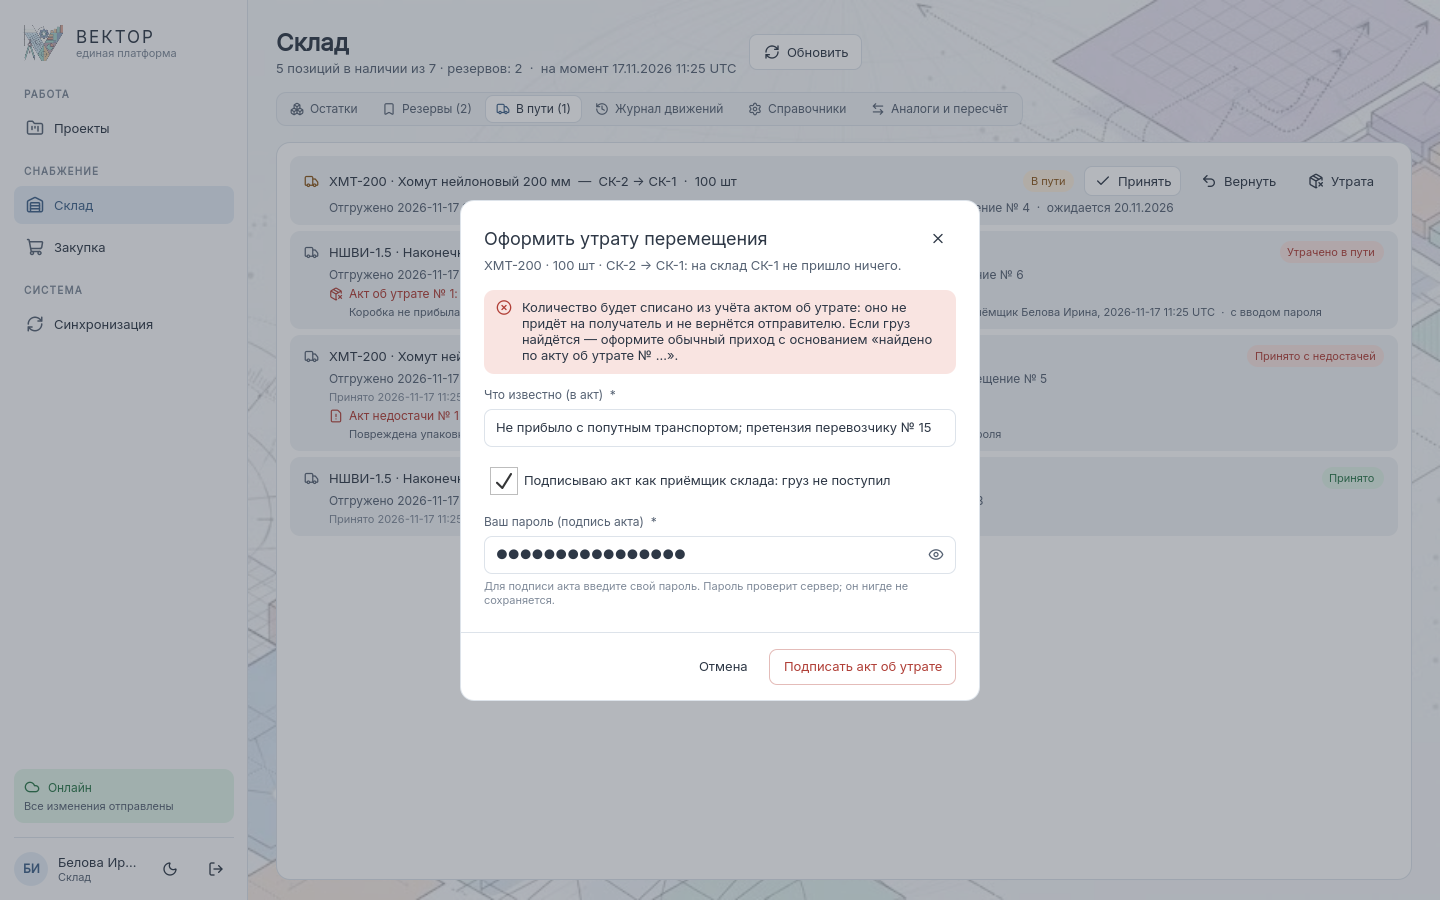 ВЕКТОР
единая платформа
РАБОТА
Проекты
СНАБЖЕНИЕ
Склад
Закупка
СИСТЕМА
Синхронизация
Онлайн
Все изменения отправлены
БИ
Белова Ир...
Склад
Склад
5 позиций в наличии из 7 · резервов: 2 · на момент 17.11.2026 11:25 UTC
Обновить
Остатки
Резервы (2)
В пути (1)
Журнал движений
Справочники
Аналоги и пересчёт
ХМТ-200 · Хомут нейлоновый 200 мм — СК-2 → СК-1 · 100 шт
В пути
Принять
Вернуть
Утрата
Отгружено 2026-11-17
№ 4 · ожидается 20.11.2026
НШВИ-1.5 ·
Утрачено в пути
Отгружено 2026-11-17
№ 6
Акт об утрате № 1:
Коробка не прибыла
Белова Ирина, 2026-11-17 11:25 UTC · с вводом пароля
ХМТ-200 · Хомут
Принято с недостачей
Отгружено 2026-11-17
№ 5
Принято 2026-11-17 11:25
Акт недостачи № 1
Повреждена
НШВИ-1.5 ·
Принято
Отгружено 2026-11-17
Принято 2026-11-17 11:25
Оформить утрату перемещения
ХМТ-200 · 100 шт · СК-2 → СК-1: на склад СК-1 не пришло ничего.
Количество будет списано из учёта актом об утрате: оно не
придёт на получатель и не вернётся отправителю. Если груз
найдётся — оформите обычный приход с основанием «найдено
по акту об утрате № ...».
Что известно (в акт) *
Не прибыло с попутным транспортом; претензия перевозчику № 15
Подписываю акт как приёмщик склада: груз не поступил
Ваш пароль (подпись акта) *
●●●●●●●●●●●●●●●●
Для подписи акта введите свой пароль. Пароль проверит сервер; он нигде не
сохраняется.
Отмена
Подписать акт об утрате